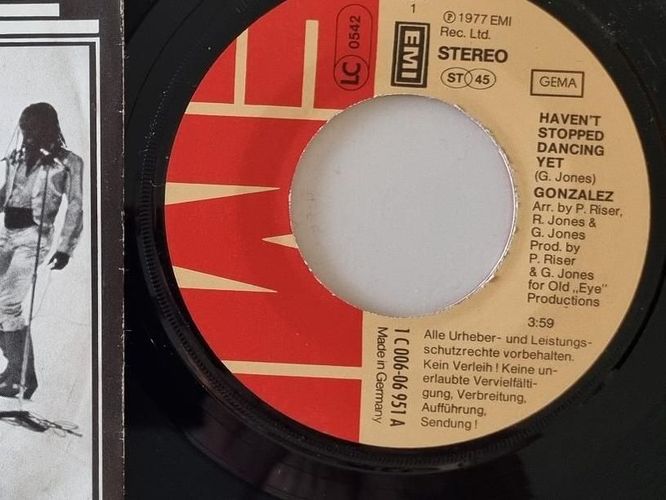 1
℗ 1977 EMI
Rec. Ltd.
LC 0542
EMI
STEREO
ST 45
GEMA
HAVEN'T
STOPPED
DANCING
YET
(G. Jones)
GONZALEZ
Arr. by P. Riser,
R. Jones &
G. Jones
Prod. by
P. Riser
& G. Jones
for Old „Eye"
Productions
3:59
1 C 006-06 951 A
Made in Germany
Alle Urheber- und Leistungs-
schutzrechte vorbehalten.
Kein Verleih! Keine un-
erlaubte Vervielfälti-
gung, Verbreitung,
Aufführung,
Sendung!
EMI